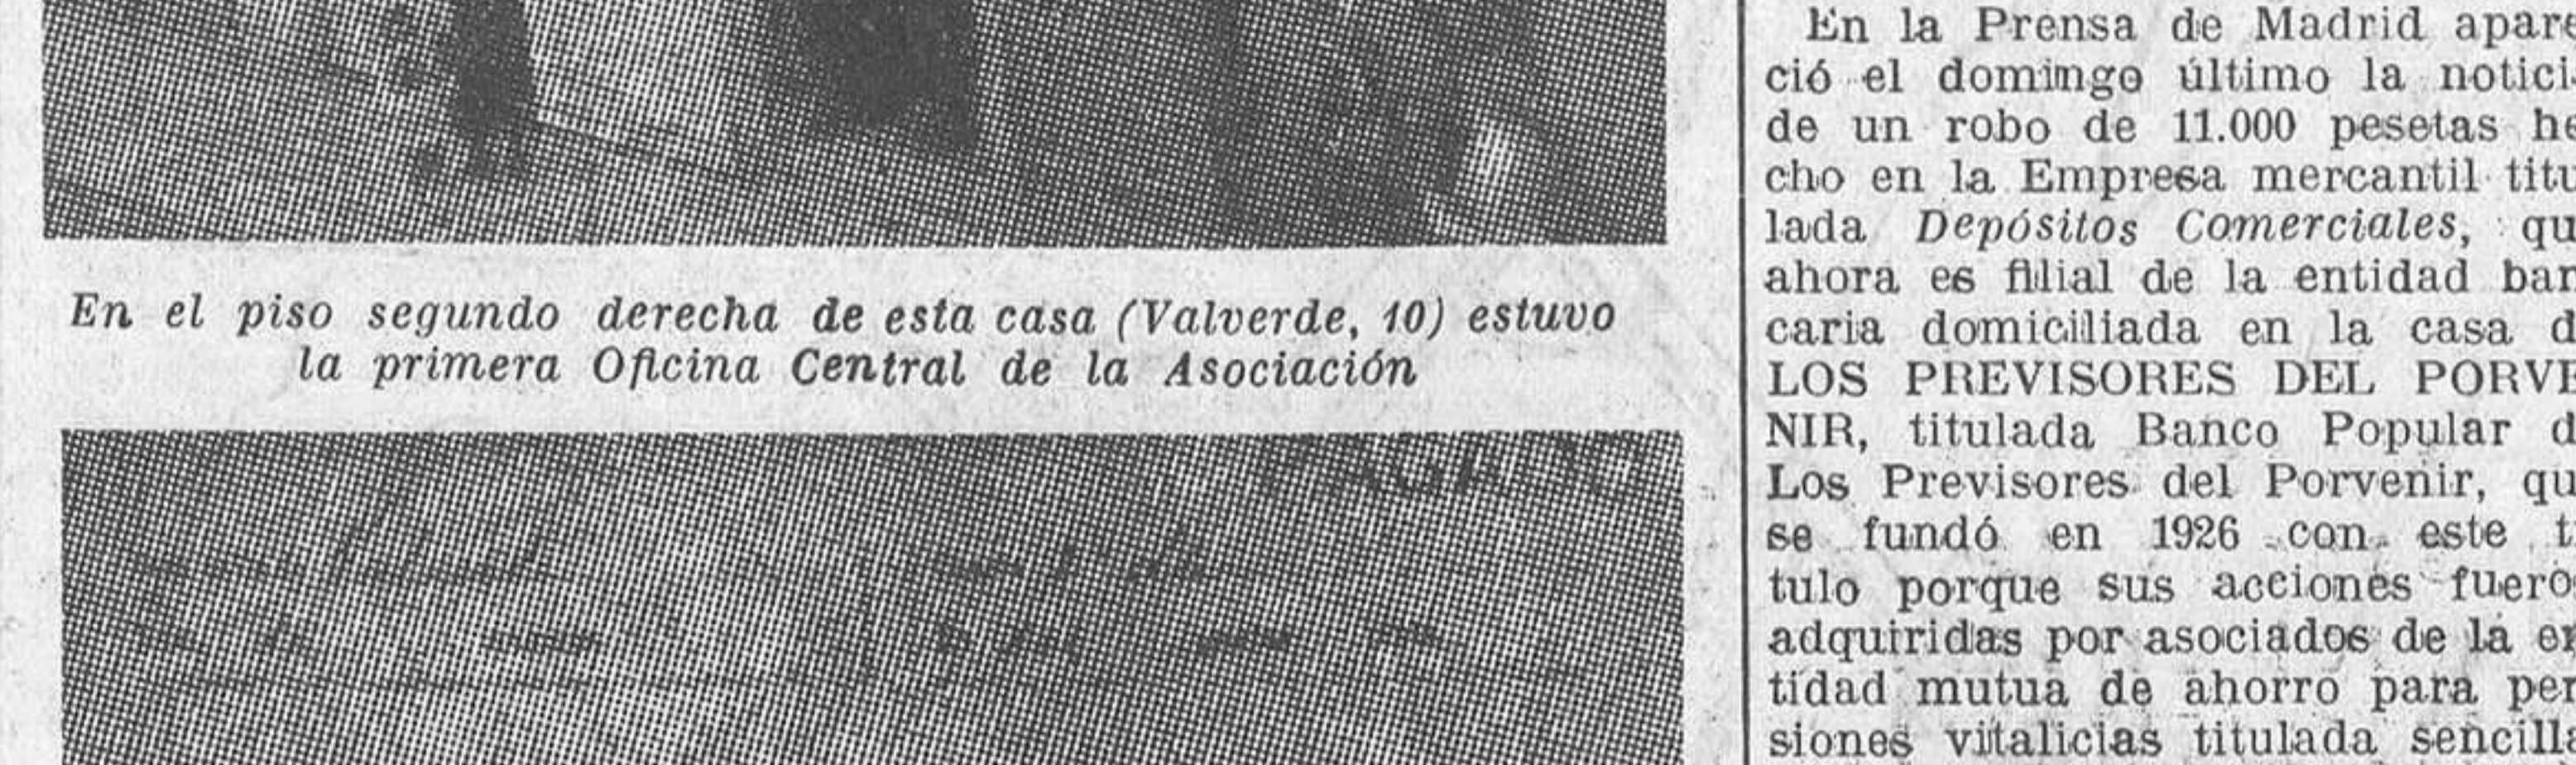 En el piso segundo derecha de esta casa (Valverde, 10) estuvo
la primera Oficina Central de la Asociación
En la Prensa de Madrid apare
ció el domingo último la notici
de un robo de 11.000 pesetas he
cho en la Empresa mercantil titu
lada Depósitos Comerciales, qu
ahora es filial de la entidad ban
caria domiciliada en la casa d
LOS PREVISORES DEL PORVE
NIR, titulada Banco Popular d
Los Previsores del Porvenir, qu
se fundó en 1926 con este t
tulo porque sus acciones fuero
adquiridas por asociados de la en
tidad mutua de ahorro para pen
siones vitalicias titulada sencilla